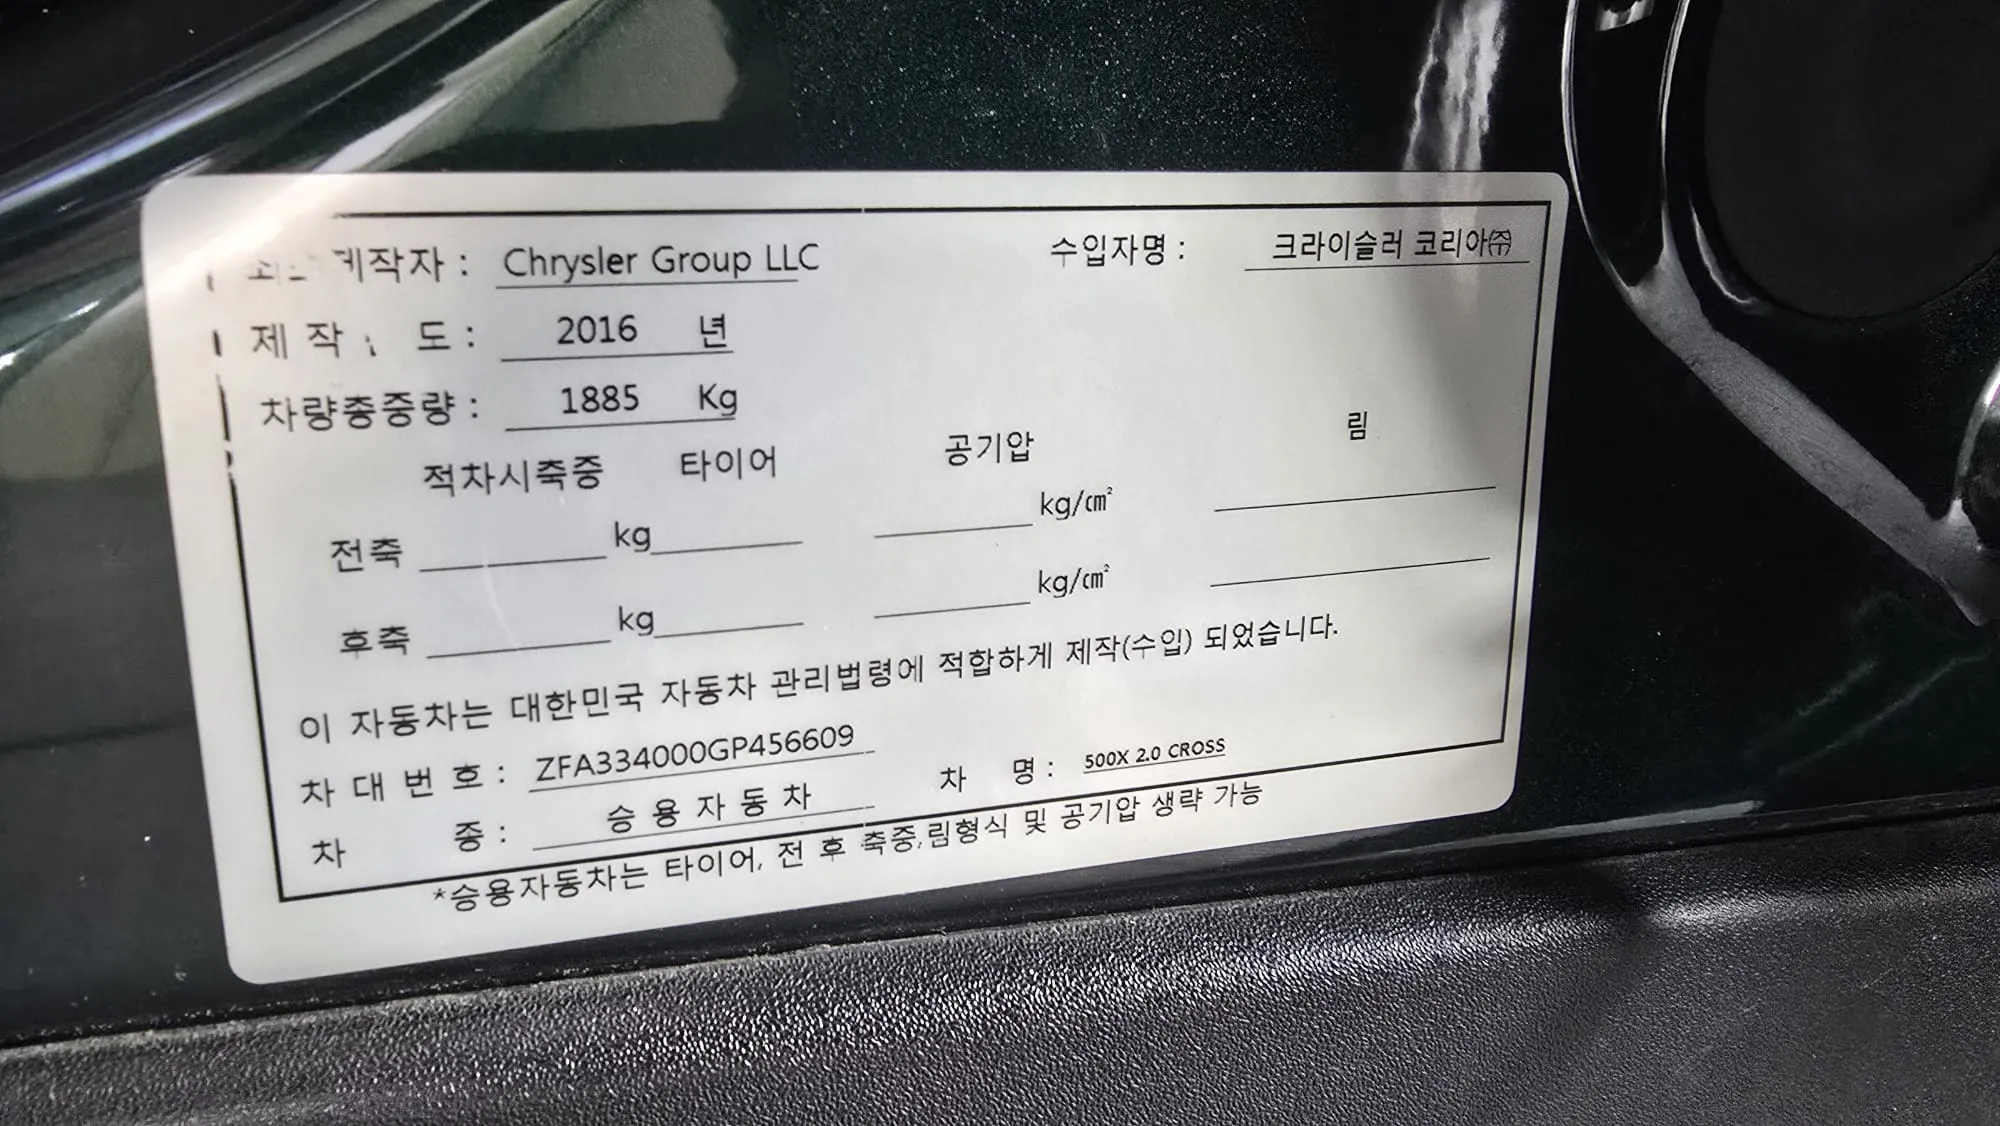 제작자 : Chrysler Group LLC 수입자명 : 크라이슬러 코리아㈜
제 작 도 : 2016 년
차량총중량 : 1885 Kg
적차시축중 타이어 공기압 림
전축 kg kg/㎠
후축 kg kg/㎠
이 자동차는 대한민국 자동차 관리법령에 적합하게 제작(수입) 되었습니다.
차 대 번 호 : ZFA334000GP456609
차 종 : 승 용 자 동 차 차 명 : 500X 2.0 CROSS
*승용자동차는 타이어, 전 후 축중,림형식 및 공기압 생략 가능